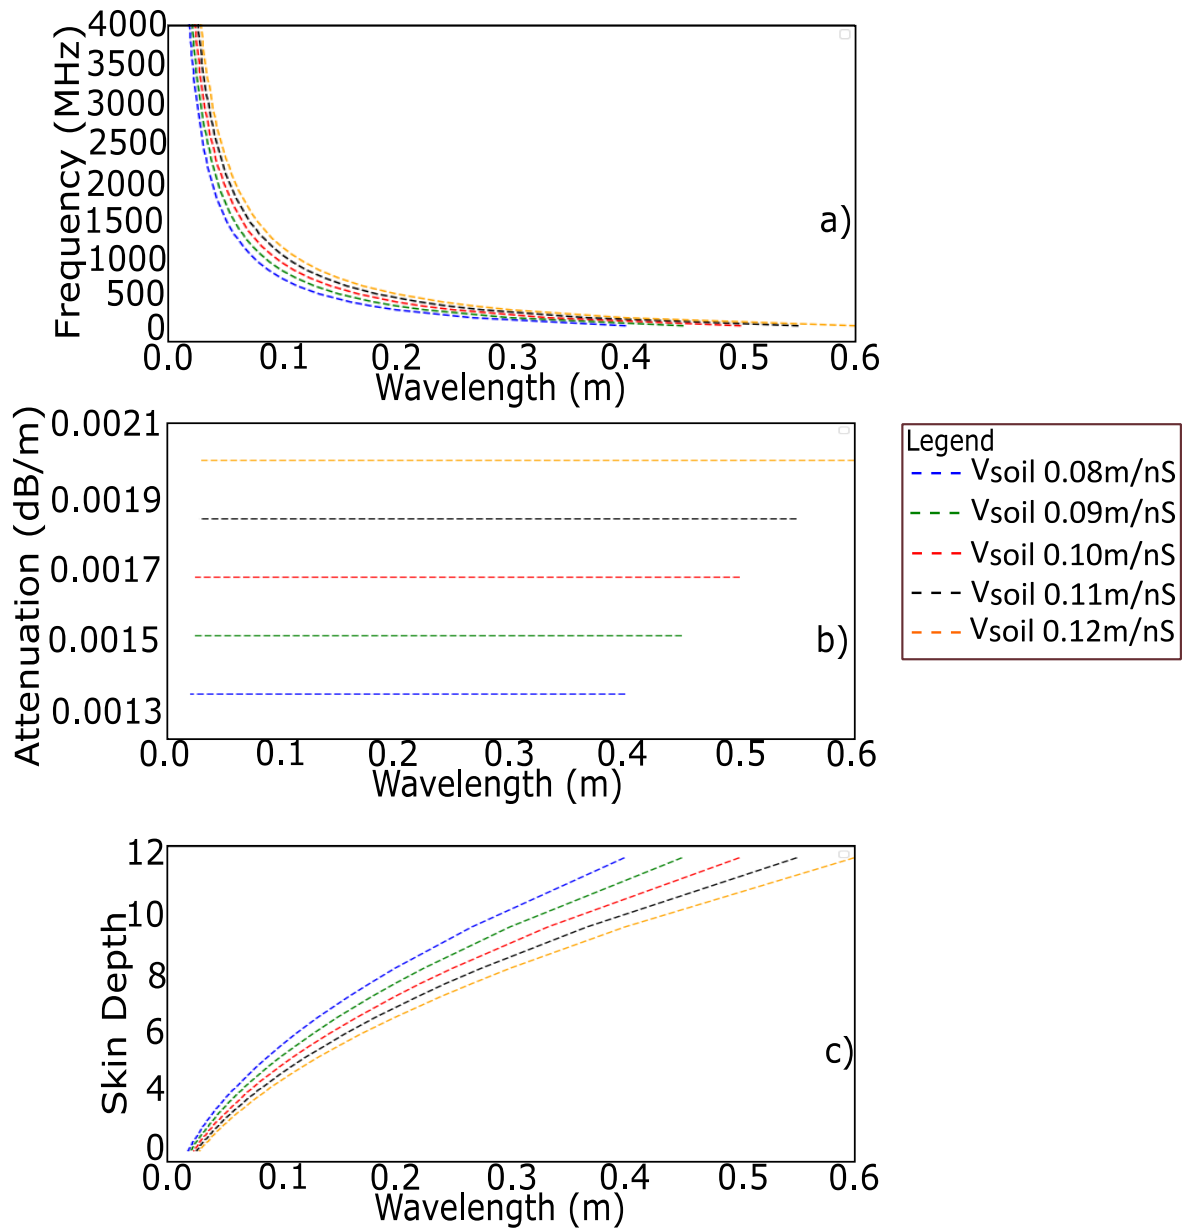 4000
3500
3000
2500
2000
1500
1000
500
0
Frequency (MHz)
a)
0.0 0.1 0.2 0.3 0.4 0.5 0.6
Wavelength (m)
0.0021
0.0019
0.0017
0.0015
0.0013
Attenuation (dB/m)
b)
0.0 0.1 0.2 0.3 0.4 0.5 0.6
Wavelength (m)
Legend
Vsoil 0.08m/nS
Vsoil 0.09m/nS
Vsoil 0.10m/nS
Vsoil 0.11m/nS
Vsoil 0.12m/nS
12
10
8
6
4
0
Skin Depth
c)
0.0 0.1 0.2 0.3 0.4 0.5 0.6
Wavelength (m)